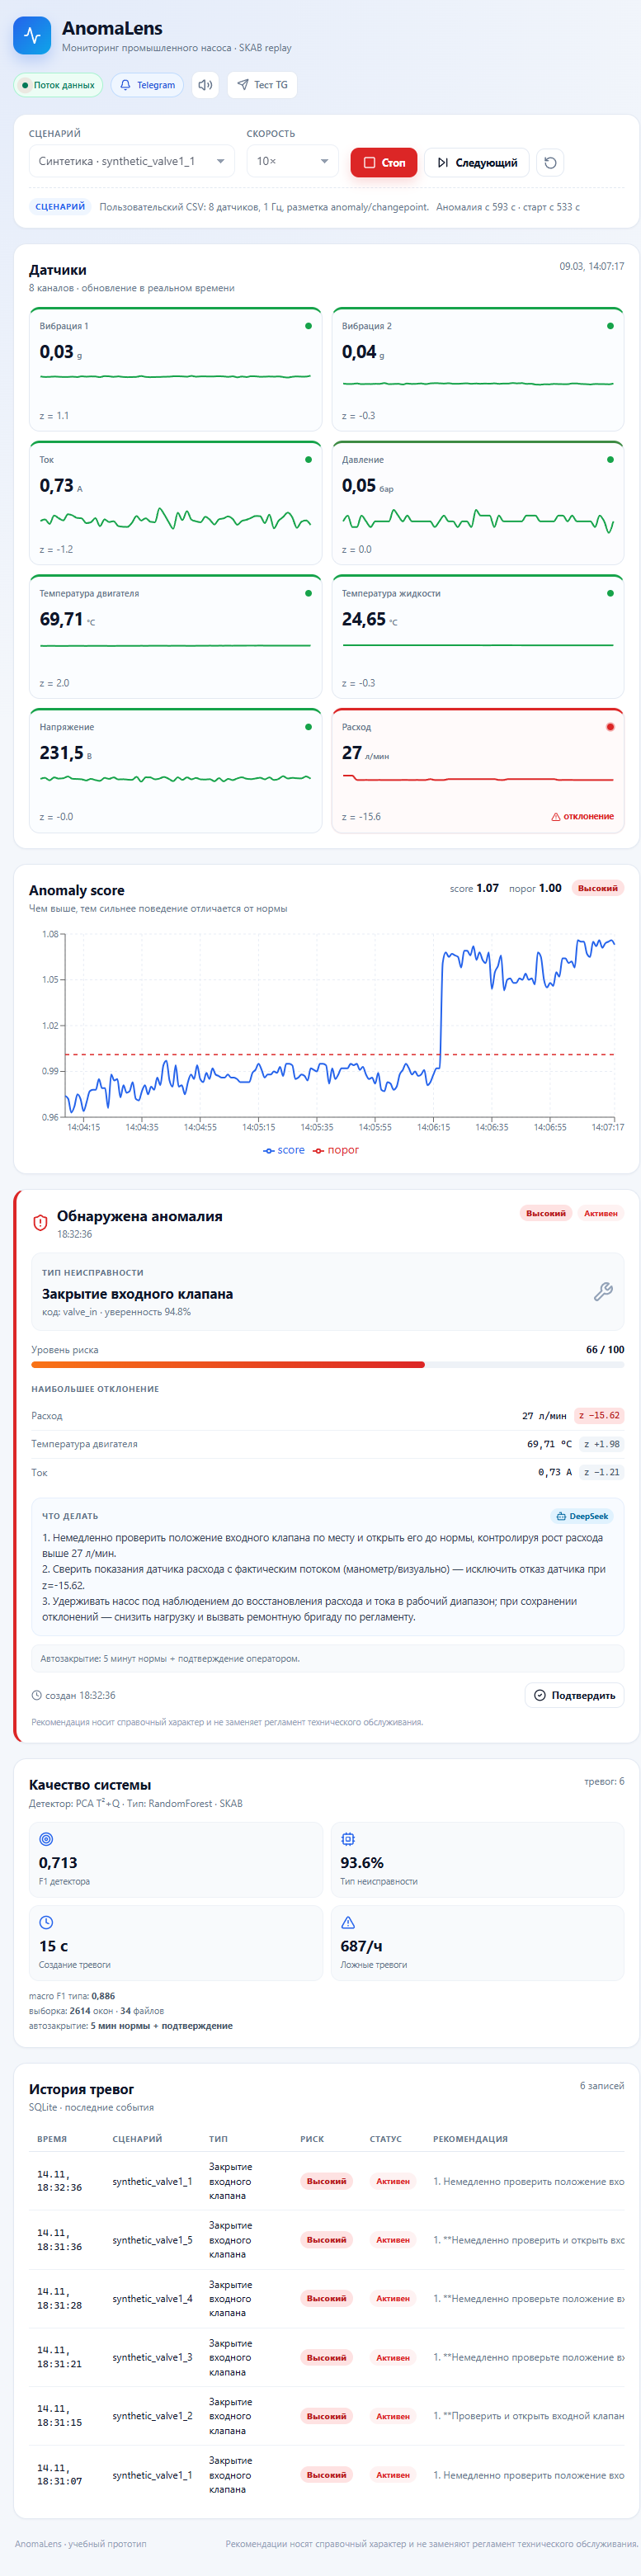 AnomaLens
Мониторинг промышленного насоса · SKAB replay
Поток данных
Telegram
Тест TG
СЦЕНАРИЙ
СКОРОСТЬ
Синтетика · synthetic_valve1_1
10×
Стоп
Следующий
СЦЕНАРИЙ Пользовательский CSV: 8 датчиков, 1 Гц, разметка anomaly/changepoint. Аномалия с 593 с · старт с 533 с
Датчики
09.03, 14:07:17
8 каналов · обновление в реальном времени
Вибрация 1
0,03 g
z = 1.1
Вибрация 2
0,04 g
z = -0.3
Ток
0,73 А
z = -1.2
Давление
0,05 бар
z = 0.0
Температура двигателя
69,71 °C
z = 2.0
Температура жидкости
24,65 °C
z = -0.3
Напряжение
231,5 В
z = -0.0
Расход
27 л/мин
z = -15.6
отклонение
Anomaly score
score 1.07 порог 1.00 Высокий
Чем выше, тем сильнее поведение отличается от нормы
1.08
1.05
1.02
0.99
0.96
14:04:15 14:04:35 14:04:55 14:05:15 14:05:35 14:05:55 14:06:15 14:06:35 14:06:55 14:07:17
score порог
Обнаружена аномалия
Высокий Активен
18:32:36
ТИП НЕИСПРАВНОСТИ
Закрытие входного клапана
код: valve_in · уверенность 94.8%
Уровень риска 66 / 100
НАИБОЛЬШЕЕ ОТКЛОНЕНИЕ
Расход 27 л/мин z −15.62
Температура двигателя 69,71 °C z +1.98
Ток 0,73 А z −1.21
ЧТО ДЕЛАТЬ
DeepSeek
1. Немедленно проверить положение входного клапана по месту и открыть его до нормы, контролируя рост расхода
выше 27 л/мин.
2. Сверить показания датчика расхода с фактическим потоком (манометр/визуально) — исключить отказ датчика при
z=-15.62.
3. Удерживать насос под наблюдением до восстановления расхода и тока в рабочий диапазон; при сохранении
отклонений — снизить нагрузку и вызвать ремонтную бригаду по регламенту.
Автозакрытие: 5 минут нормы + подтверждение оператором.
создан 18:32:36
Подтвердить
Рекомендация носит справочный характер и не заменяет регламент технического обслуживания.
Качество системы
тревог: 6
Детектор: PCA T²+Q · Тип: RandomForest · SKAB
0,713
F1 детектора
93.6%
Тип неисправности
15 с
Создание тревоги
687/ч
Ложные тревоги
macro F1 типа: 0,886
выборка: 2614 окон · 34 файлов
автозакрытие: 5 мин нормы + подтверждение
История тревог
6 записей
SQLite · последние события
ВРЕМЯ СЦЕНАРИЙ ТИП РИСК СТАТУС РЕКОМЕНДАЦИЯ
14.11,
18:32:36
synthetic_valve1_1
Закрытие
входного
клапана
Высокий
Активен
1. Немедленно проверить положение вхо
14.11,
18:31:36
synthetic_valve1_5
Закрытие
входного
клапана
Высокий
Активен
1. **Немедленно проверить и открыть вхс
14.11,
18:31:28
synthetic_valve1_4
Закрытие
входного
клапана
Высокий
Активен
1. **Немедленно проверьте положение
14.11,
18:31:21
synthetic_valve1_3
Закрытие
входного
клапана
Высокий
Активен
1. **Немедленно проверьте положение
14.11,
18:31:15
synthetic_valve1_2
Закрытие
входного
клапана
Высокий
Активен
1. **Проверить и открыть входной клапан
14.11,
18:31:07
synthetic_valve1_1
Закрытие
входного
клапана
Высокий
Активен
1. Немедленно проверить положение вхо
AnomaLens · учебный прототип
Рекомендации носят справочный характер и не заменяют регламент технического обслуживания.